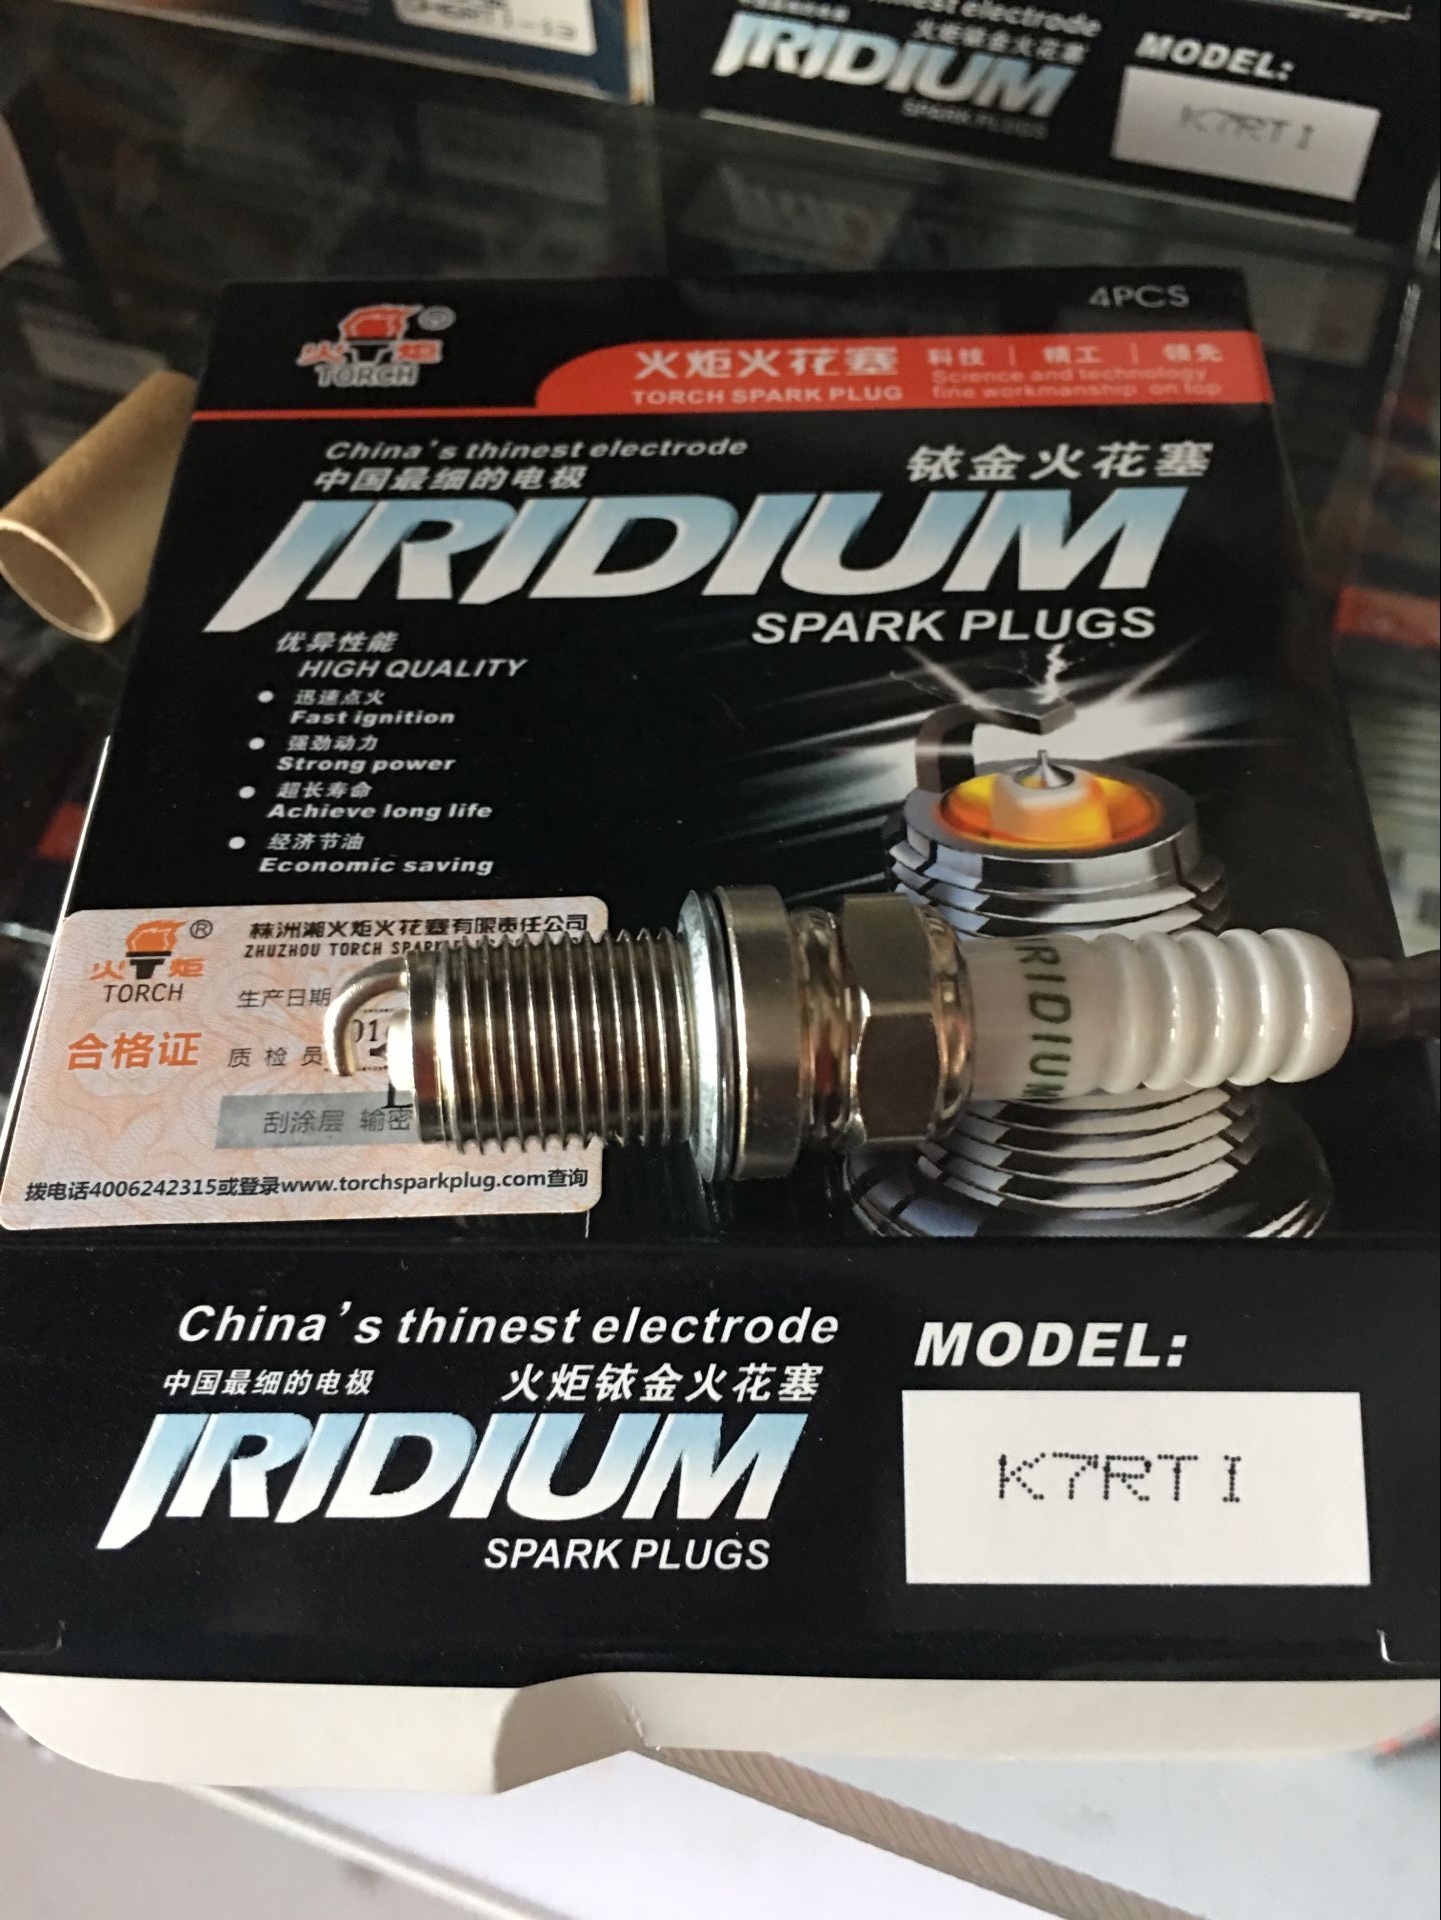 thinnest electrode
火炬铱金火花塞
IRIDIUM
SPARK PLUGS
MODEL:
K7RTI
4PCS
火炬
®
TORCH
火炬火花塞
TORCH SPARK PLUG
科技 | 精工 | 领先
Science and technology
fine workmanship on top
China's thinest electrode
中国最细的电极
铱金火花塞
IRIDIUM
SPARK PLUGS
优异性能
HIGH QUALITY
● 迅速点火
Fast ignition
● 强劲动力
Strong power
● 超长寿命
Achieve long life
● 经济节油
Economic saving
火炬
®
TORCH
株洲湘火炬火花塞有限责任公司
ZHUZHOU TORCH
生产日期
合格证
质检员
刮涂层 输密
拨电话4006242315或登录www.torchsparkplug.com查询
IRIDIUM
China's thinest electrode
中国最细的电极
火炬铱金火花塞
IRIDIUM
SPARK PLUGS
MODEL:
K7RTI